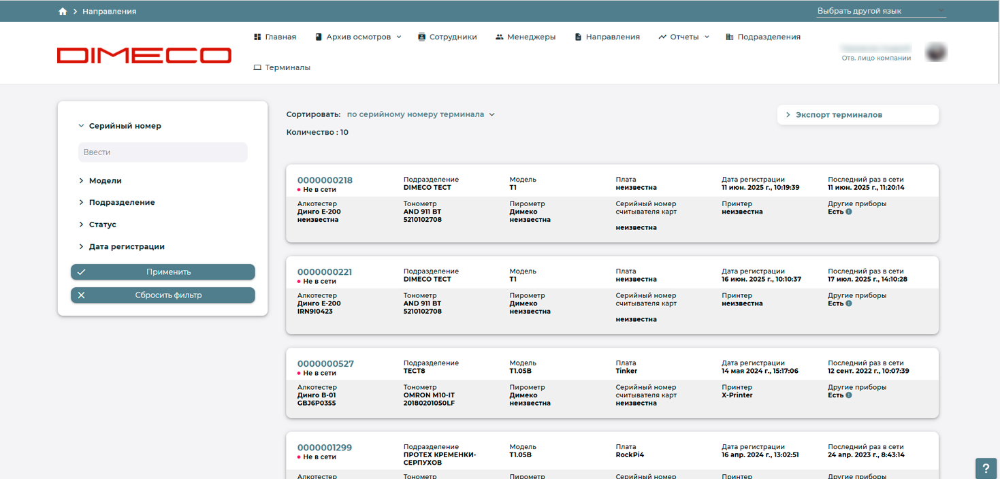 Направления
Выбрать другой язык
DIMECO
Главная
Архив осмотров
Сотрудники
Менеджеры
Направления
Отчеты
Подразделения
Терминалы
Отв. лицо компании
Серийный номер
Ввести
Модели
Подразделение
Статус
Дата регистрации
Применить
Сбросить фильтр
Сортировать: по серийному номеру терминала
Количество : 10
Экспорт терминалов
0000000218
Не в сети
Подразделение
DIMECO ТЕСТ
Модель
T1
Плата
неизвестна
Дата регистрации
11 июн. 2025 г., 10:19:39
Последний раз в сети
11 июн. 2025 г., 11:20:14
Алкотестер
Динго E-200
неизвестна
Тонометр
AND 911 BT
5210102708
Пирометр
Димеко
неизвестна
Серийный номер
считывателя карт
неизвестна
Принтер
неизвестна
Другие приборы
Есть
0000000221
Не в сети
Подразделение
DIMECO ТЕСТ
Модель
T1
Плата
неизвестна
Дата регистрации
16 июн. 2025 г., 10:10:37
Последний раз в сети
17 июл. 2025 г., 14:10:28
Алкотестер
Динго E-200
IRN9I0423
Тонометр
AND 911 BT
5210102708
Пирометр
Димеко
неизвестна
Серийный номер
считывателя карт
неизвестна
Принтер
неизвестна
Другие приборы
Есть
0000000527
Не в сети
Подразделение
ТЕСТ8
Модель
T1.05B
Плата
Tinker
Дата регистрации
14 мая 2024 г., 15:17:06
Последний раз в сети
12 сент. 2022 г., 10:07:39
Алкотестер
Динго B-01
GBJ6P0355
Тонометр
OMRON M10-IT
20180201050LF
Пирометр
Димеко
неизвестна
Серийный номер
считывателя карт
неизвестна
Принтер
X-Printer
Другие приборы
Есть
0000001299
Не в сети
Подразделение
ПРОТЕХ КРЕМЕНКИ-
СЕРПУХОВ
Модель
T1.05B
Плата
RockPi4
Дата регистрации
16 апр. 2024 г., 13:02:51
Последний раз в сети
24 апр. 2023 г., 8:43:14
Алкотестер
Тонометр
Пирометр
Серийный номер
Принтер
Другие приборы
?